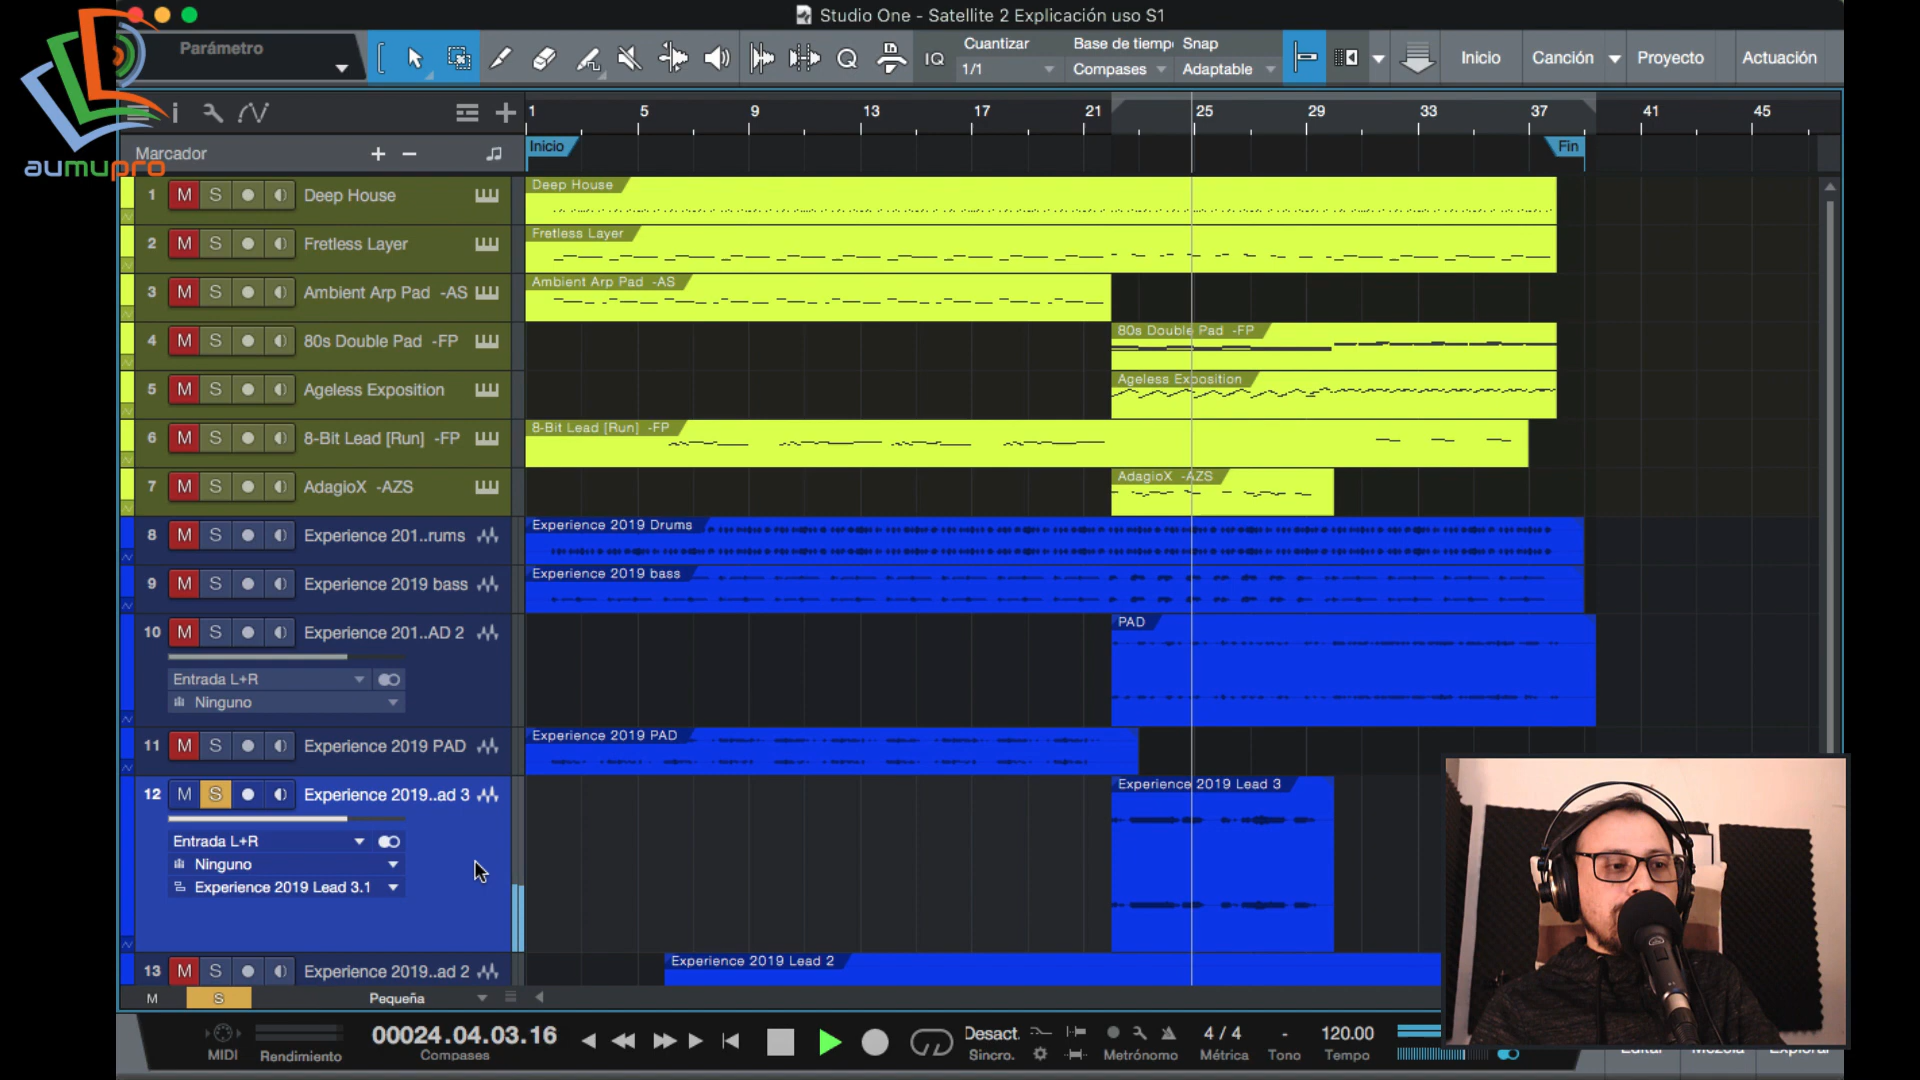 Studio One - Satellite 2 Explicación uso S1
Parámetro
IQ
Cuantizar
1/1
Base de tiempo
Compases
Snap
Adaptable
Inicio
Canción
Proyecto
Actuación
aumupro
Marcador
1 5 9 13 17 21 25 29 33 37 41 45
Inicio
Fin
1 M S Deep House
Deep House
2 M S Fretless Layer
Fretless Layer
3 M S Ambient Arp Pad -AS
Ambient Arp Pad -AS
4 M S 80s Double Pad -FP
80s Double Pad -FP
5 M S Ageless Exposition
Ageless Exposition
6 M S 8-Bit Lead [Run] -FP
8-Bit Lead [Run] -FP
7 M S AdagioX -AZS
AdagioX -AZS
8 M S Experience 201..rums
Experience 2019 Drums
9 M S Experience 2019 bass
Experience 2019 bass
10 M S Experience 201..AD 2
PAD
Entrada L+R
Ninguno
11 M S Experience 2019 PAD
Experience 2019 PAD
12 M S Experience 2019..ad 3
Experience 2019 Lead 3
Entrada L+R
Ninguno
Experience 2019 Lead 3.1
13 M S Experience 2019..ad 2
Experience 2019 Lead 2
M S Pequeña
MIDI
Rendimiento
00024.04.03.16
Compases
Desact.
Sincro.
Metrónomo
4 / 4
Métrica
-
Tono
120.00
Tempo